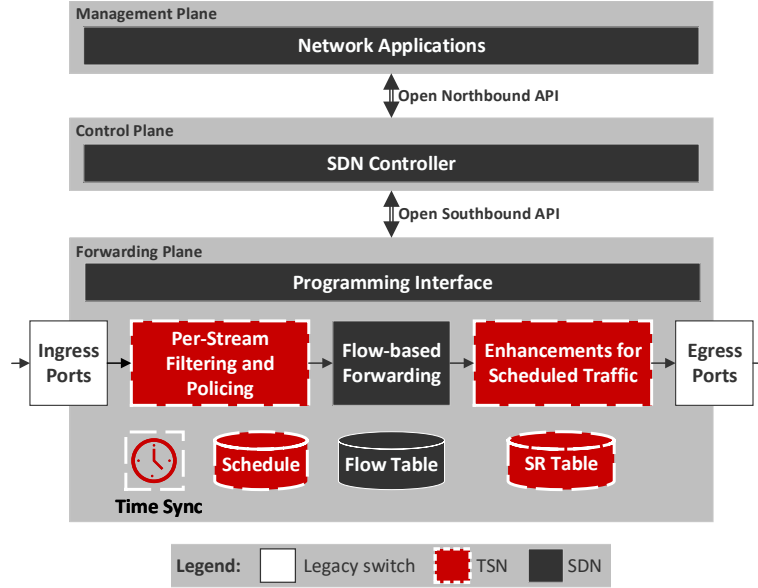 Management Plane
Network Applications
Open Northbound API
Control Plane
SDN Controller
Open Southbound API
Forwarding Plane
Programming Interface
Ingress
Ports
Per-Stream
Filtering and
Policing
Flow-based
Forwarding
Enhancements for
Scheduled Traffic
Egress
Ports
Time Sync
Schedule
Flow Table
SR Table
Legend:
Legacy switch
TSN
SDN